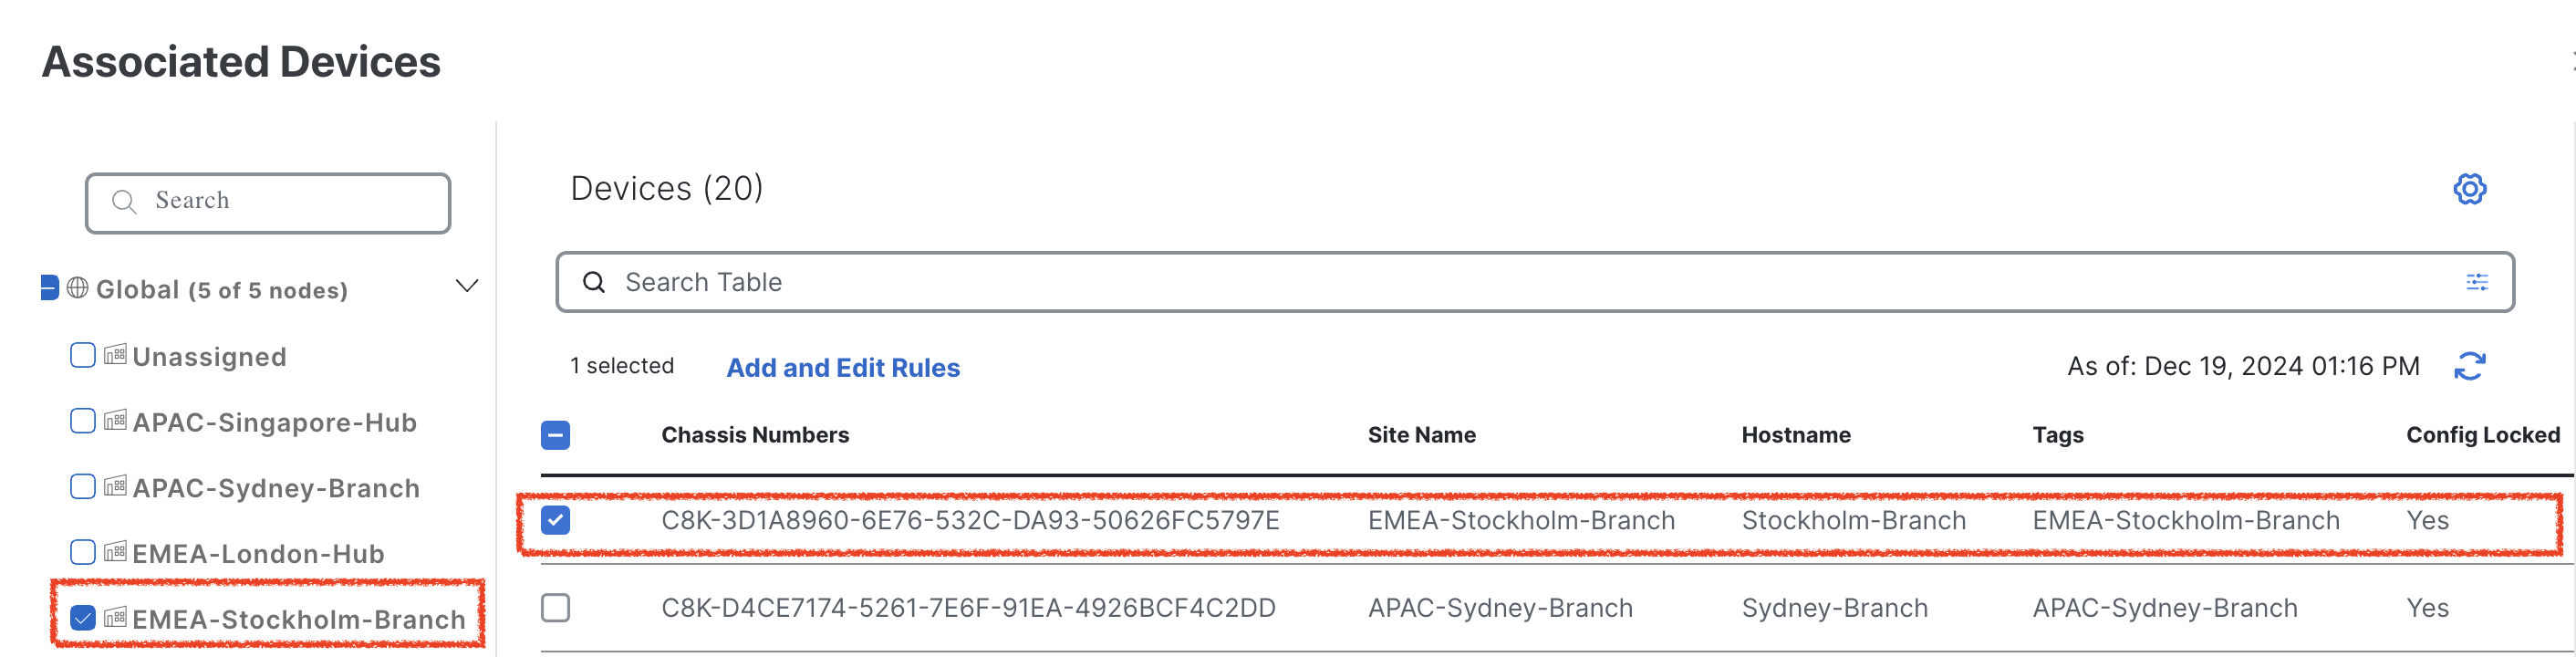 Associated Devices
Search
Global (5 of 5 nodes)
Unassigned
APAC-Singapore-Hub
APAC-Sydney-Branch
EMEA-London-Hub
EMEA-Stockholm-Branch
Devices (20)
Search Table
1 selected Add and Edit Rules As of: Dec 19, 2024 01:16 PM
Chassis Numbers Site Name Hostname Tags Config Locked
C8K-3D1A8960-6E76-532C-DA93-50626FC5797E EMEA-Stockholm-Branch Stockholm-Branch EMEA-Stockholm-Branch Yes
C8K-D4CE7174-5261-7E6F-91EA-4926BCF4C2DD APAC-Sydney-Branch Sydney-Branch APAC-Sydney-Branch Yes